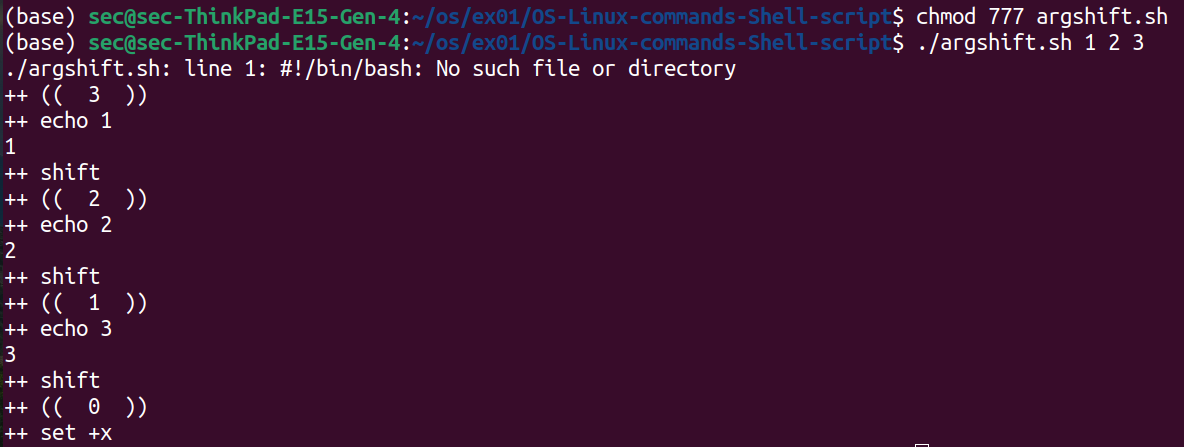 (base) sec@sec-ThinkPad-E15-Gen-4:~/os/ex01/OS-Linux-commands-Shell-script$ chmod 777 argshift.sh
(base) sec@sec-ThinkPad-E15-Gen-4:~/os/ex01/OS-Linux-commands-Shell-script$ ./argshift.sh 1 2 3
./argshift.sh: line 1: #!/bin/bash: No such file or directory
++ ((  3  ))
++ echo 1
1
++ shift
++ ((  2  ))
++ echo 2
2
++ shift
++ ((  1  ))
++ echo 3
3
++ shift
++ ((  0  ))
++ set +x